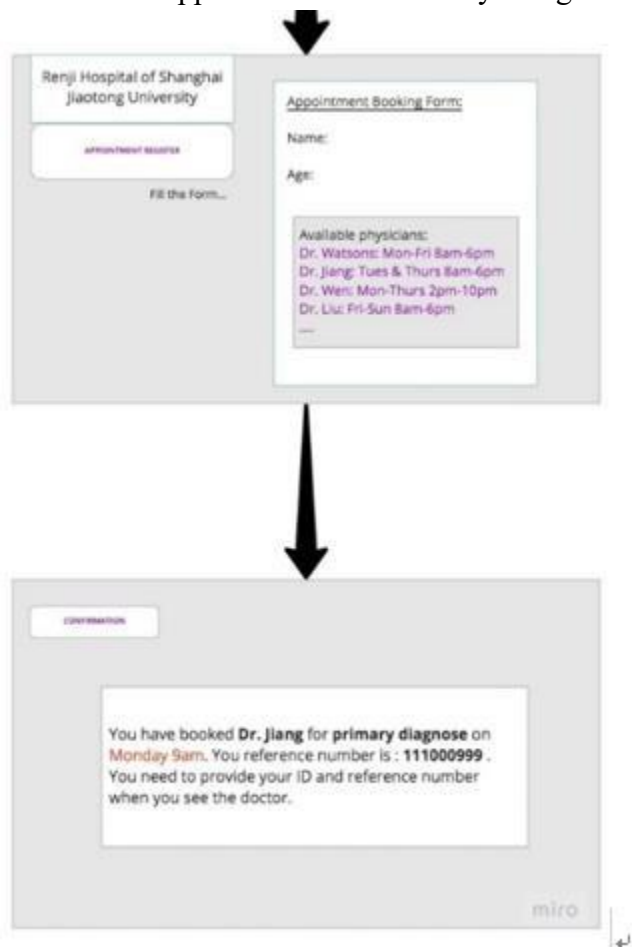 Renji Hospital of Shanghai
Jiaotong University
APPOINTMENT REGISTER
Fill the Form...
Appointment Booking Form:
Name:
Age:
Available physicians:
Dr. Watsons: Mon-Fri 8am-6pm
Dr. Jiang: Tues & Thurs 8am-6pm
Dr. Wen: Mon-Thurs 2pm-10pm
Dr. Liu: Fri-Sun 8am-6pm
....
CONFIRMATION
You have booked Dr. Jiang for primary diagnose on
Monday 9am. You reference number is : 111000999 .
You need to provide your ID and reference number
when you see the doctor.
miro